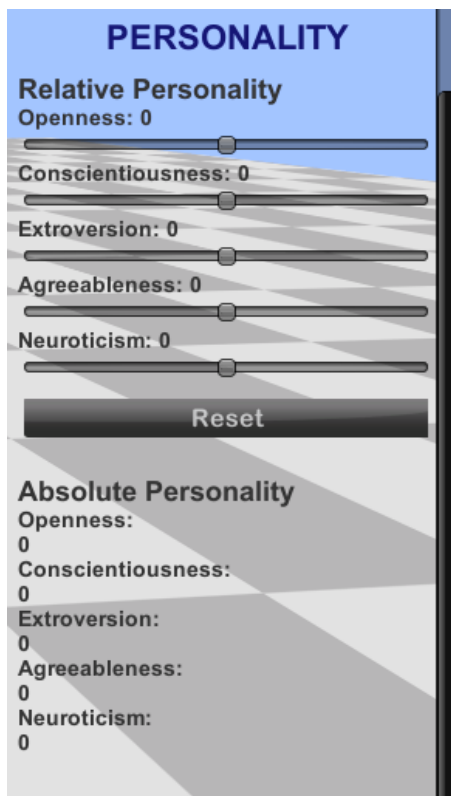 PERSONALITY
Relative Personality
Openness: 0
Conscientiousness: 0
Extroversion: 0
Agreeableness: 0
Neuroticism: 0
Reset
Absolute Personality
Openness:
0
Conscientiousness:
0
Extroversion:
0
Agreeableness:
0
Neuroticism:
0